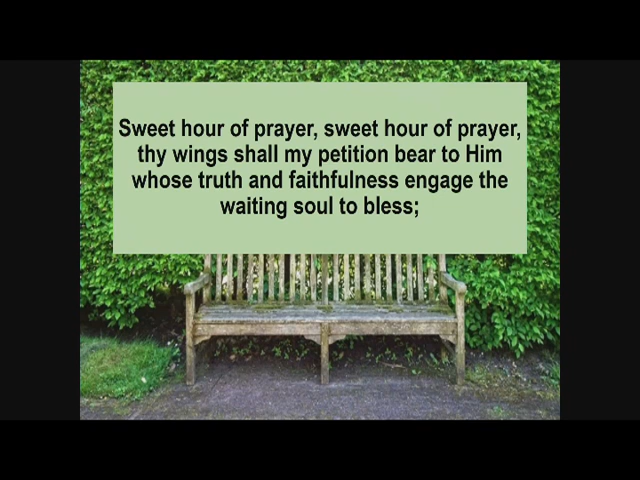 Sweet hour of prayer, sweet hour of prayer,
thy wings shall my petition bear to Him
whose truth and faithfulness engage the
waiting soul to bless;